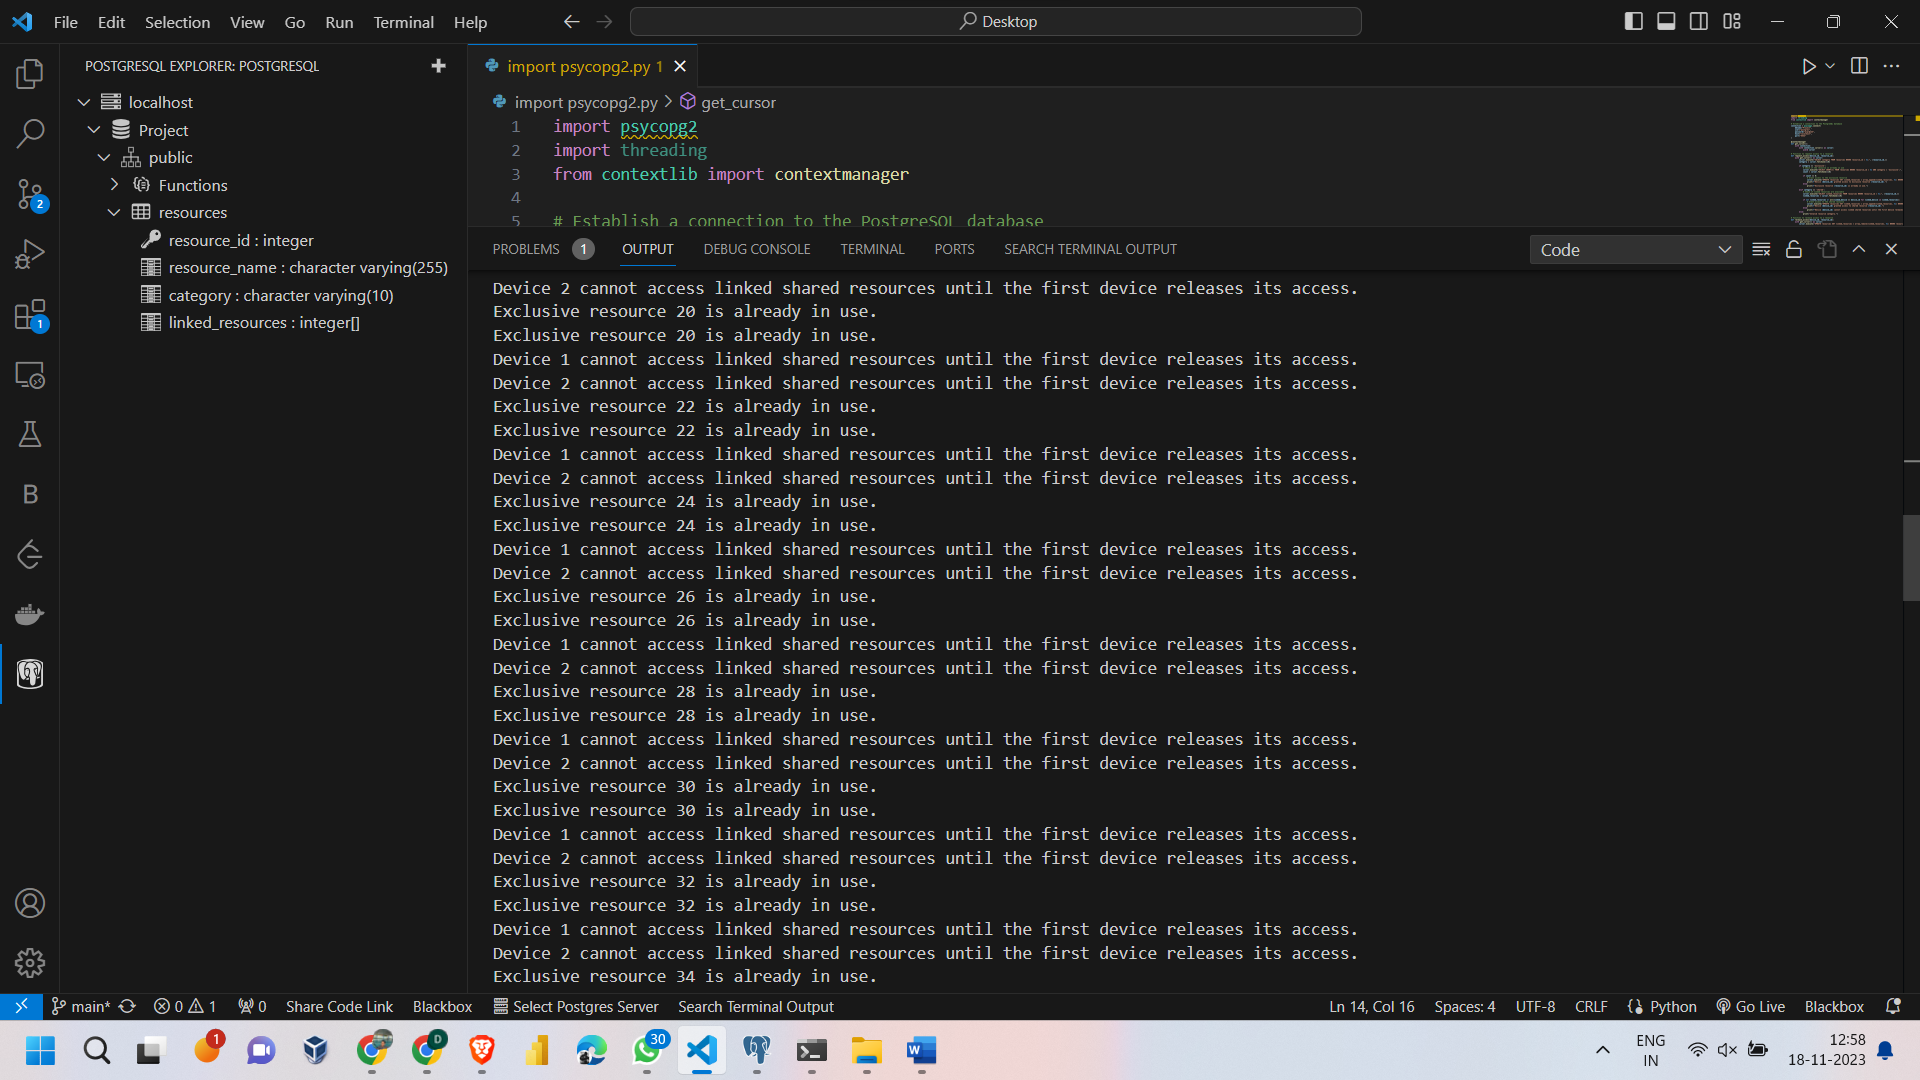 File Edit Selection View Go Run Terminal Help
Desktop
POSTGRESQL EXPLORER: POSTGRESQL
localhost
Project
public
Functions
resources
resource_id : integer
resource_name : character varying(255)
category : character varying(10)
linked_resources : integer[]
2
1
B
import psycopg2.py 1
import psycopg2.py > get_cursor
1 import psycopg2
2 import threading
3 from contextlib import contextmanager
4
5 # Establish a connection to the PostgreSQL database
PROBLEMS 1 OUTPUT DEBUG CONSOLE TERMINAL PORTS SEARCH TERMINAL OUTPUT
Code
Device 2 cannot access linked shared resources until the first device releases its access.
Exclusive resource 20 is already in use.
Exclusive resource 20 is already in use.
Device 1 cannot access linked shared resources until the first device releases its access.
Device 2 cannot access linked shared resources until the first device releases its access.
Exclusive resource 22 is already in use.
Exclusive resource 22 is already in use.
Device 1 cannot access linked shared resources until the first device releases its access.
Device 2 cannot access linked shared resources until the first device releases its access.
Exclusive resource 24 is already in use.
Exclusive resource 24 is already in use.
Device 1 cannot access linked shared resources until the first device releases its access.
Device 2 cannot access linked shared resources until the first device releases its access.
Exclusive resource 26 is already in use.
Exclusive resource 26 is already in use.
Device 1 cannot access linked shared resources until the first device releases its access.
Device 2 cannot access linked shared resources until the first device releases its access.
Exclusive resource 28 is already in use.
Exclusive resource 28 is already in use.
Device 1 cannot access linked shared resources until the first device releases its access.
Device 2 cannot access linked shared resources until the first device releases its access.
Exclusive resource 30 is already in use.
Exclusive resource 30 is already in use.
Device 1 cannot access linked shared resources until the first device releases its access.
Device 2 cannot access linked shared resources until the first device releases its access.
Exclusive resource 32 is already in use.
Exclusive resource 32 is already in use.
Device 1 cannot access linked shared resources until the first device releases its access.
Device 2 cannot access linked shared resources until the first device releases its access.
Exclusive resource 34 is already in use.
main* 0 1 0 Share Code Link Blackbox Select Postgres Server Search Terminal Output Ln 14, Col 16 Spaces: 4 UTF-8 CRLF Python Go Live Blackbox
1 D 30
ENG
IN
12:58
18-11-2023